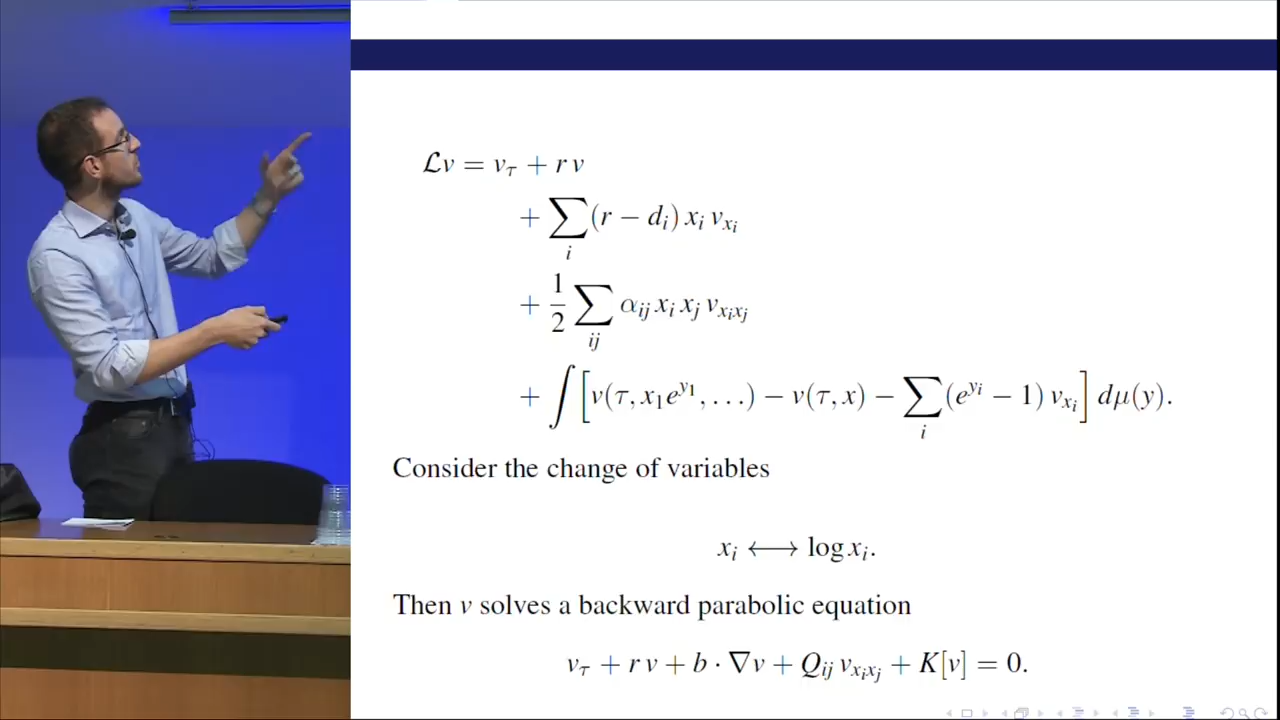 ℒv = v_τ + r v
+ ∑_i (r − d_i) x_i v_{x_i}
+ 1/2 ∑_{ij} α_{ij} x_i x_j v_{x_i x_j}
+ ∫ [v(τ, x_1 e^{y_1}, . . .) − v(τ, x) − ∑_i (e^{y_i} − 1) v_{x_i}] dμ(y).
Consider the change of variables
x_i ⟷ log x_i.
Then v solves a backward parabolic equation
v_τ + r v + b · ∇v + Q_{ij} v_{x_i x_j} + K[v] = 0.